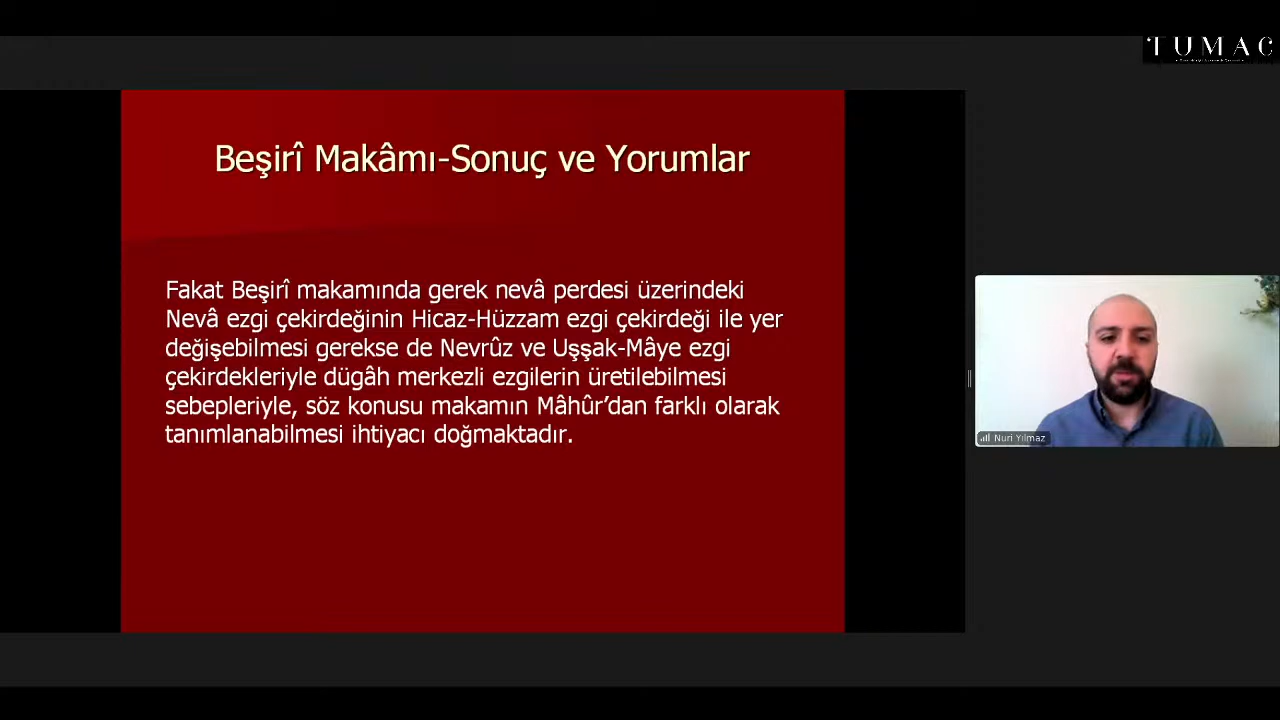 TUMAC
Beşirî Makâmı-Sonuç ve Yorumlar
Fakat Beşirî makamında gerek nevâ perdesi üzerindeki
Nevâ ezgi çekirdeğinin Hicaz-Hüzzam ezgi çekirdeği ile yer
değişebilmesi gerekse de Nevrûz ve Uşşak-Mâye ezgi
çekirdekleriyle dügâh merkezli ezgilerin üretilebilmesi
sebepleriyle, söz konusu makamın Mâhûr’dan farklı olarak
tanımlanabilmesi ihtiyacı doğmaktadır.
Nuri Yılmaz